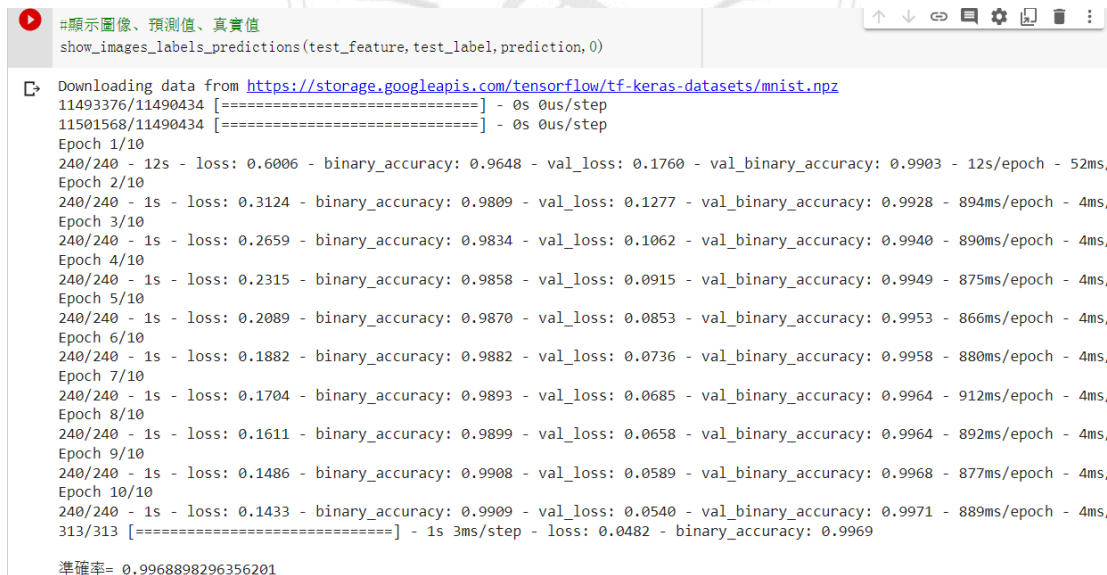 #顯示圖像、預測值、真實值
show_images_labels_predictions(test_feature,test_label,prediction,0)
Downloading data from https://storage.googleapis.com/tensorflow/tf-keras-datasets/mnist.npz
11493376/11490434 [==============================] - 0s 0us/step
11501568/11490434 [==============================] - 0s 0us/step
Epoch 1/10
240/240 - 12s - loss: 0.6006 - binary_accuracy: 0.9648 - val_loss: 0.1760 - val_binary_accuracy: 0.9903 - 12s/epoch - 52ms/
Epoch 2/10
240/240 - 1s - loss: 0.3124 - binary_accuracy: 0.9809 - val_loss: 0.1277 - val_binary_accuracy: 0.9928 - 894ms/epoch - 4ms/
Epoch 3/10
240/240 - 1s - loss: 0.2659 - binary_accuracy: 0.9834 - val_loss: 0.1062 - val_binary_accuracy: 0.9940 - 890ms/epoch - 4ms/
Epoch 4/10
240/240 - 1s - loss: 0.2315 - binary_accuracy: 0.9858 - val_loss: 0.0915 - val_binary_accuracy: 0.9949 - 875ms/epoch - 4ms/
Epoch 5/10
240/240 - 1s - loss: 0.2089 - binary_accuracy: 0.9870 - val_loss: 0.0853 - val_binary_accuracy: 0.9953 - 866ms/epoch - 4ms/
Epoch 6/10
240/240 - 1s - loss: 0.1882 - binary_accuracy: 0.9882 - val_loss: 0.0736 - val_binary_accuracy: 0.9958 - 880ms/epoch - 4ms/
Epoch 7/10
240/240 - 1s - loss: 0.1704 - binary_accuracy: 0.9893 - val_loss: 0.0685 - val_binary_accuracy: 0.9964 - 912ms/epoch - 4ms/
Epoch 8/10
240/240 - 1s - loss: 0.1611 - binary_accuracy: 0.9899 - val_loss: 0.0658 - val_binary_accuracy: 0.9964 - 892ms/epoch - 4ms/
Epoch 9/10
240/240 - 1s - loss: 0.1486 - binary_accuracy: 0.9908 - val_loss: 0.0589 - val_binary_accuracy: 0.9968 - 877ms/epoch - 4ms/
Epoch 10/10
240/240 - 1s - loss: 0.1433 - binary_accuracy: 0.9909 - val_loss: 0.0540 - val_binary_accuracy: 0.9971 - 889ms/epoch - 4ms/
313/313 [==============================] - 1s 3ms/step - loss: 0.0482 - binary_accuracy: 0.9969
準確率= 0.9968898296356201